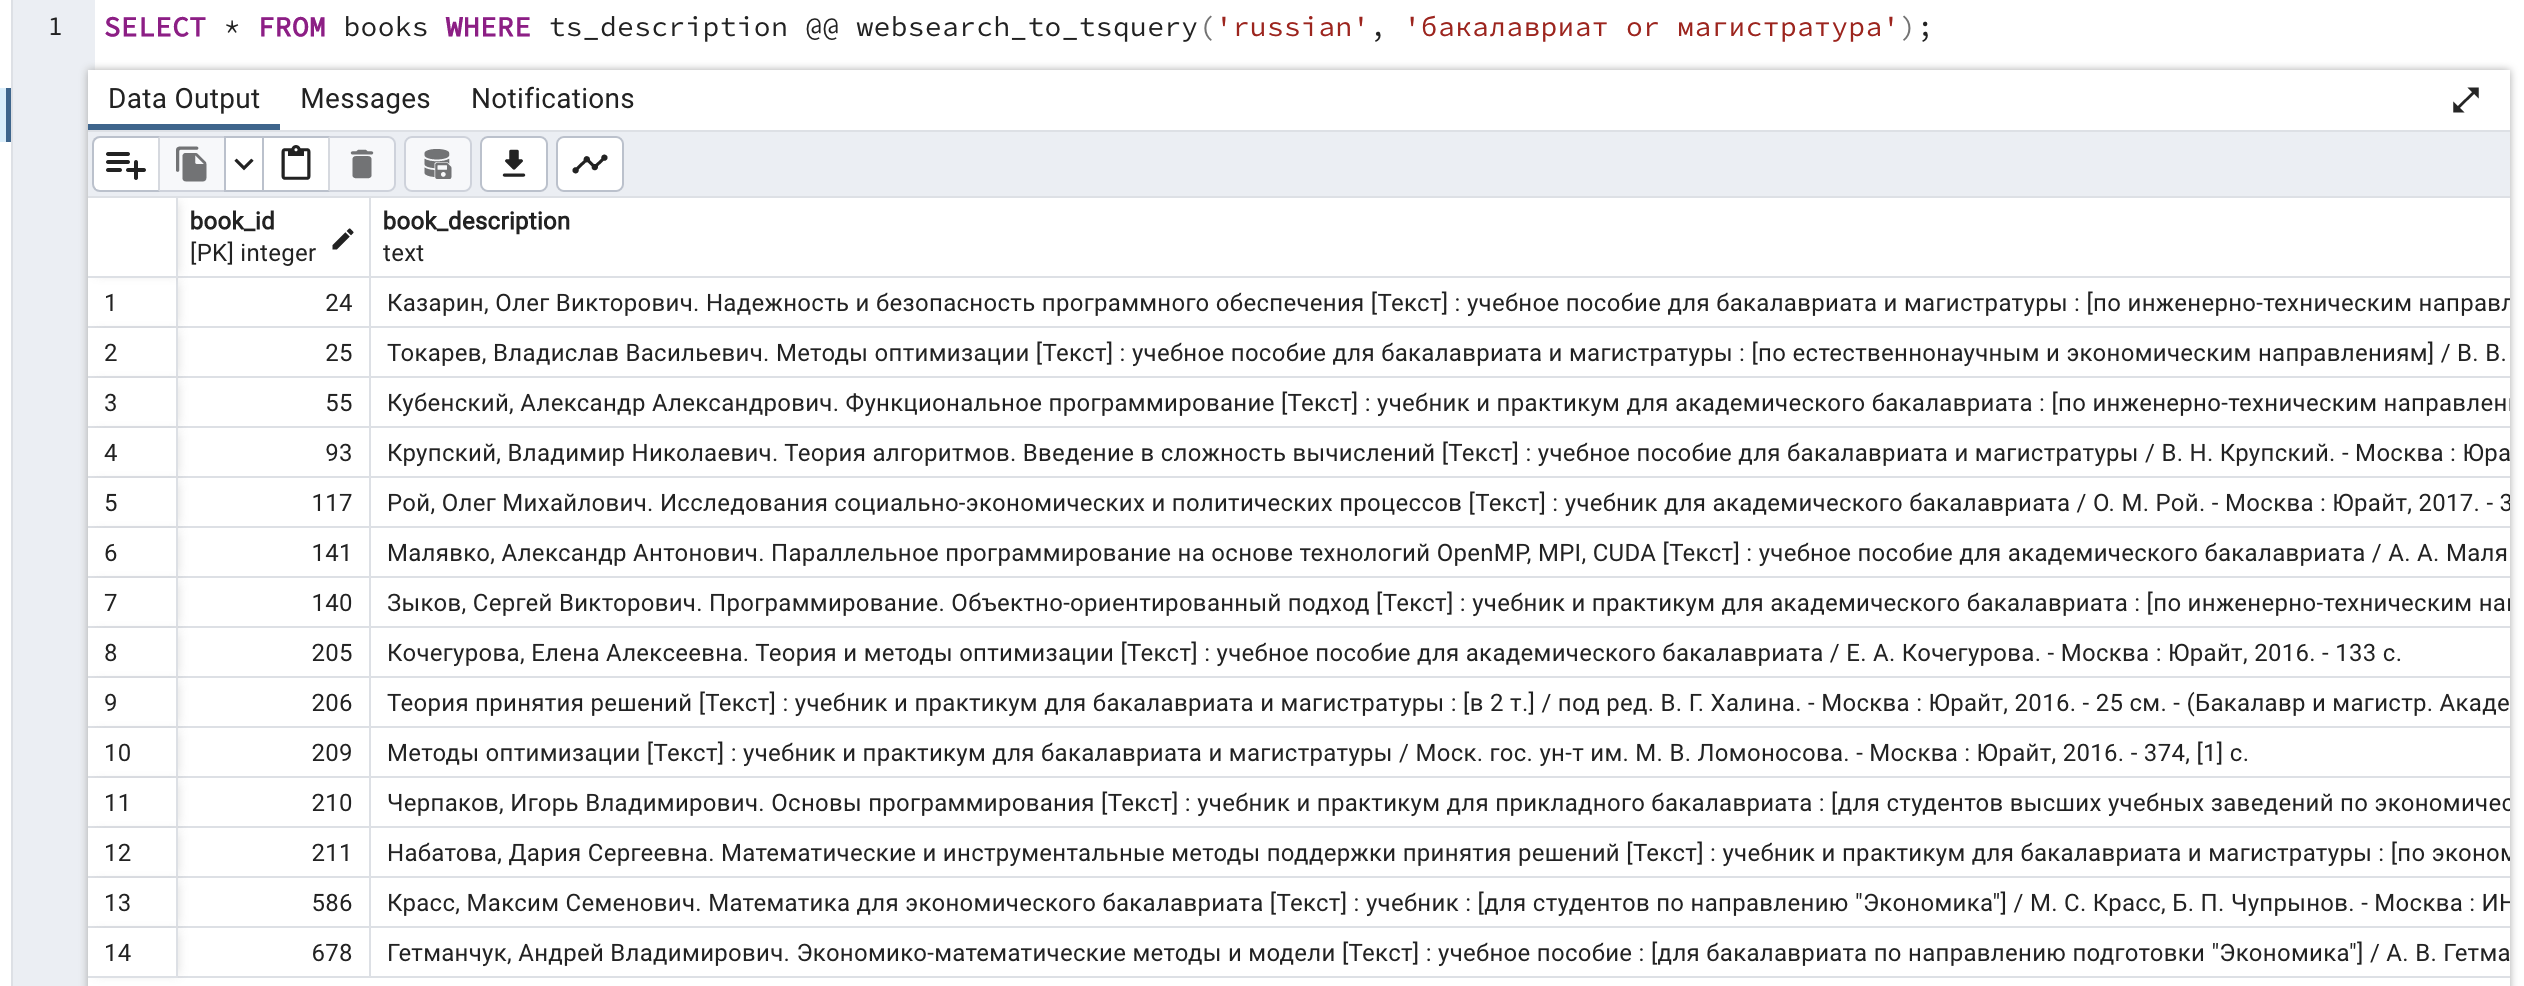 1 SELECT * FROM books WHERE ts_description @@ websearch_to_tsquery('russian', 'бакалавриат or магистратура');
Data Output Messages Notifications
book_id book_description
[PK] integer text
1 24 Казарин, Олег Викторович. Надежность и безопасность программного обеспечения [Текст] : учебное пособие для бакалавриата и магистратуры : [по инженерно-техническим направл
2 25 Токарев, Владислав Васильевич. Методы оптимизации [Текст] : учебное пособие для бакалавриата и магистратуры : [по естественнонаучным и экономическим направлениям] / В. В.
3 55 Кубенский, Александр Александрович. Функциональное программирование [Текст] : учебник и практикум для академического бакалавриата : [по инженерно-техническим направлен
4 93 Крупский, Владимир Николаевич. Теория алгоритмов. Введение в сложность вычислений [Текст] : учебное пособие для бакалавриата и магистратуры / В. Н. Крупский. - Москва : Юра
5 117 Рой, Олег Михайлович. Исследования социально-экономических и политических процессов [Текст] : учебник для академического бакалавриата / О. М. Рой. - Москва : Юрайт, 2017. - 3
6 141 Малявко, Александр Антонович. Параллельное программирование на основе технологий OpenMP, MPI, CUDA [Текст] : учебное пособие для академического бакалавриата / А. А. Маля
7 140 Зыков, Сергей Викторович. Программирование. Объектно-ориентированный подход [Текст] : учебник и практикум для академического бакалавриата : [по инженерно-техническим на
8 205 Кочегурова, Елена Алексеевна. Теория и методы оптимизации [Текст] : учебное пособие для академического бакалавриата / Е. А. Кочегурова. - Москва : Юрайт, 2016. - 133 с.
9 206 Теория принятия решений [Текст] : учебник и практикум для бакалавриата и магистратуры : [в 2 т.] / под ред. В. Г. Халина. - Москва : Юрайт, 2016. - 25 см. - (Бакалавр и магистр. Акаде
10 209 Методы оптимизации [Текст] : учебник и практикум для бакалавриата и магистратуры / Моск. гос. ун-т им. М. В. Ломоносова. - Москва : Юрайт, 2016. - 374, [1] с.
11 210 Черпаков, Игорь Владимирович. Основы программирования [Текст] : учебник и практикум для прикладного бакалавриата : [для студентов высших учебных заведений по экономичес
12 211 Набатова, Дария Сергеевна. Математические и инструментальные методы поддержки принятия решений [Текст] : учебник и практикум для бакалавриата и магистратуры : [по эконом
13 586 Красс, Максим Семенович. Математика для экономического бакалавриата [Текст] : учебник : [для студентов по направлению "Экономика"] / М. С. Красс, Б. П. Чупрынов. - Москва : ИН
14 678 Гетманчук, Андрей Владимирович. Экономико-математические методы и модели [Текст] : учебное пособие : [для бакалавриата по направлению подготовки "Экономика"] / А. В. Гетма